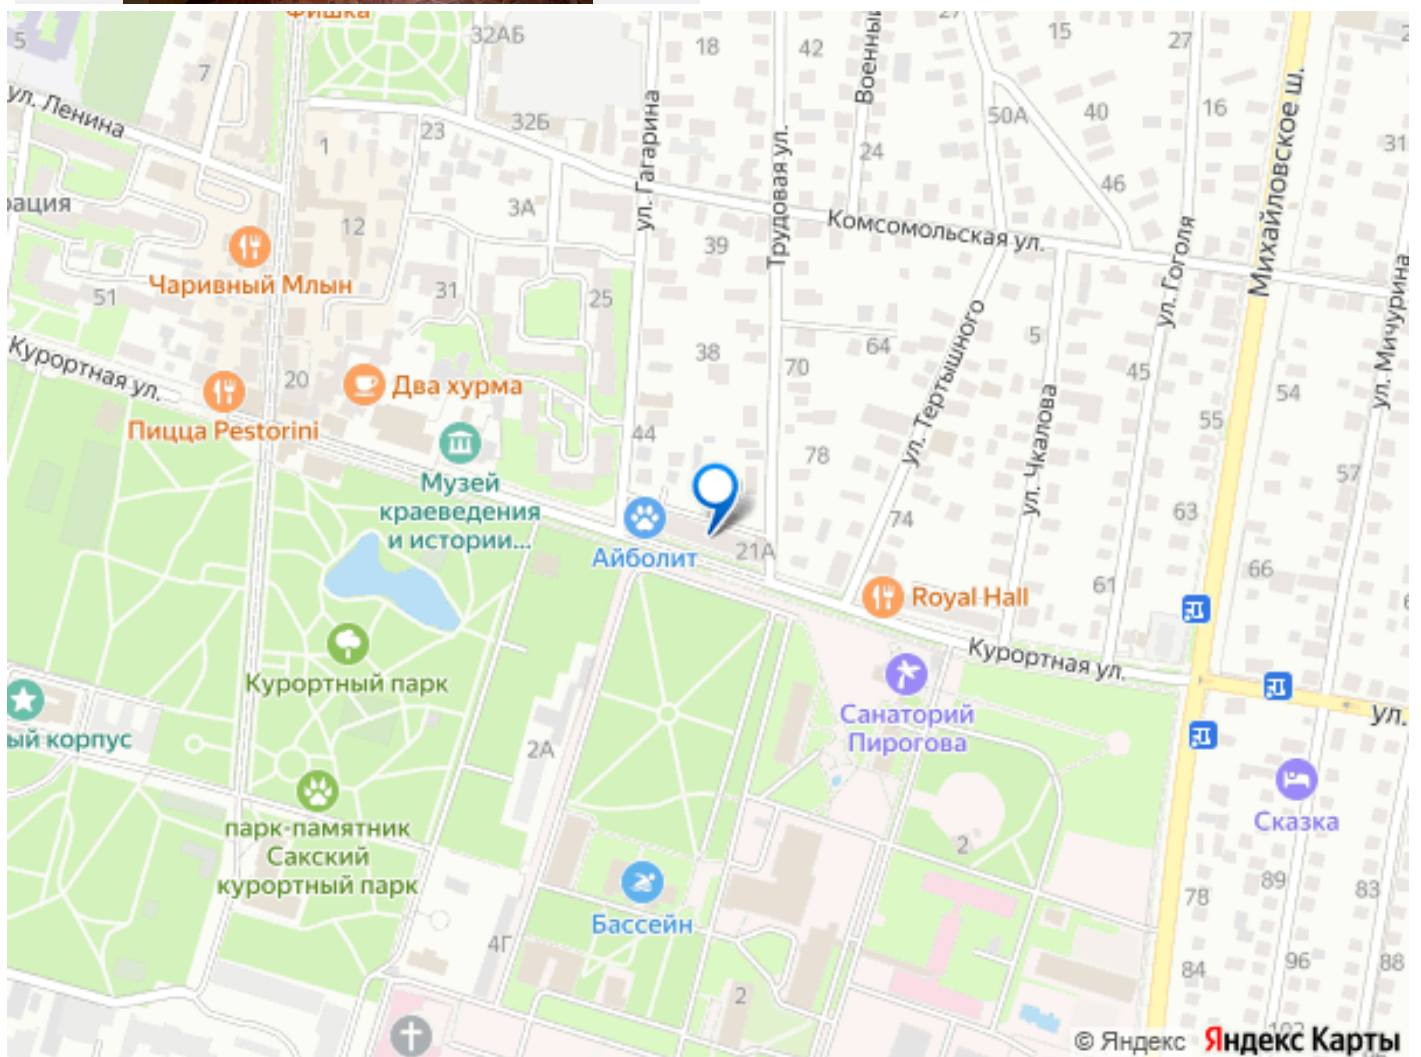 Фишка
5
32АБ
18
42
Военный
27
15
27
7
ул. Ленина
ул. Гагарина
Трудовая ул.
50А
40
16
Михайловское ш.
23
32Б
1
24
31
46
3А
12
39
Комсомольская ул.
ул. Гоголя
Чаривный Млын
51
31
25
ул. Тертышного
5
64
ул. Мичурина
Курортная ул.
20
Два хурма
38
70
45
54
Пицца Pestorini
ул. Чкалова
55
44
78
57
Музей
краеведения
и истории...
74
63
Айболит
21А
66
61
Royal Hall
Курортный парк
Курортная ул.
Санаторий
Пирогова
ул.
ый корпус
2А
Сказка
парк-памятник
Сакский
курортный парк
2
89
83
78
Бассейн
4Г
84
96
88
2
© Яндекс
Яндекс Карты